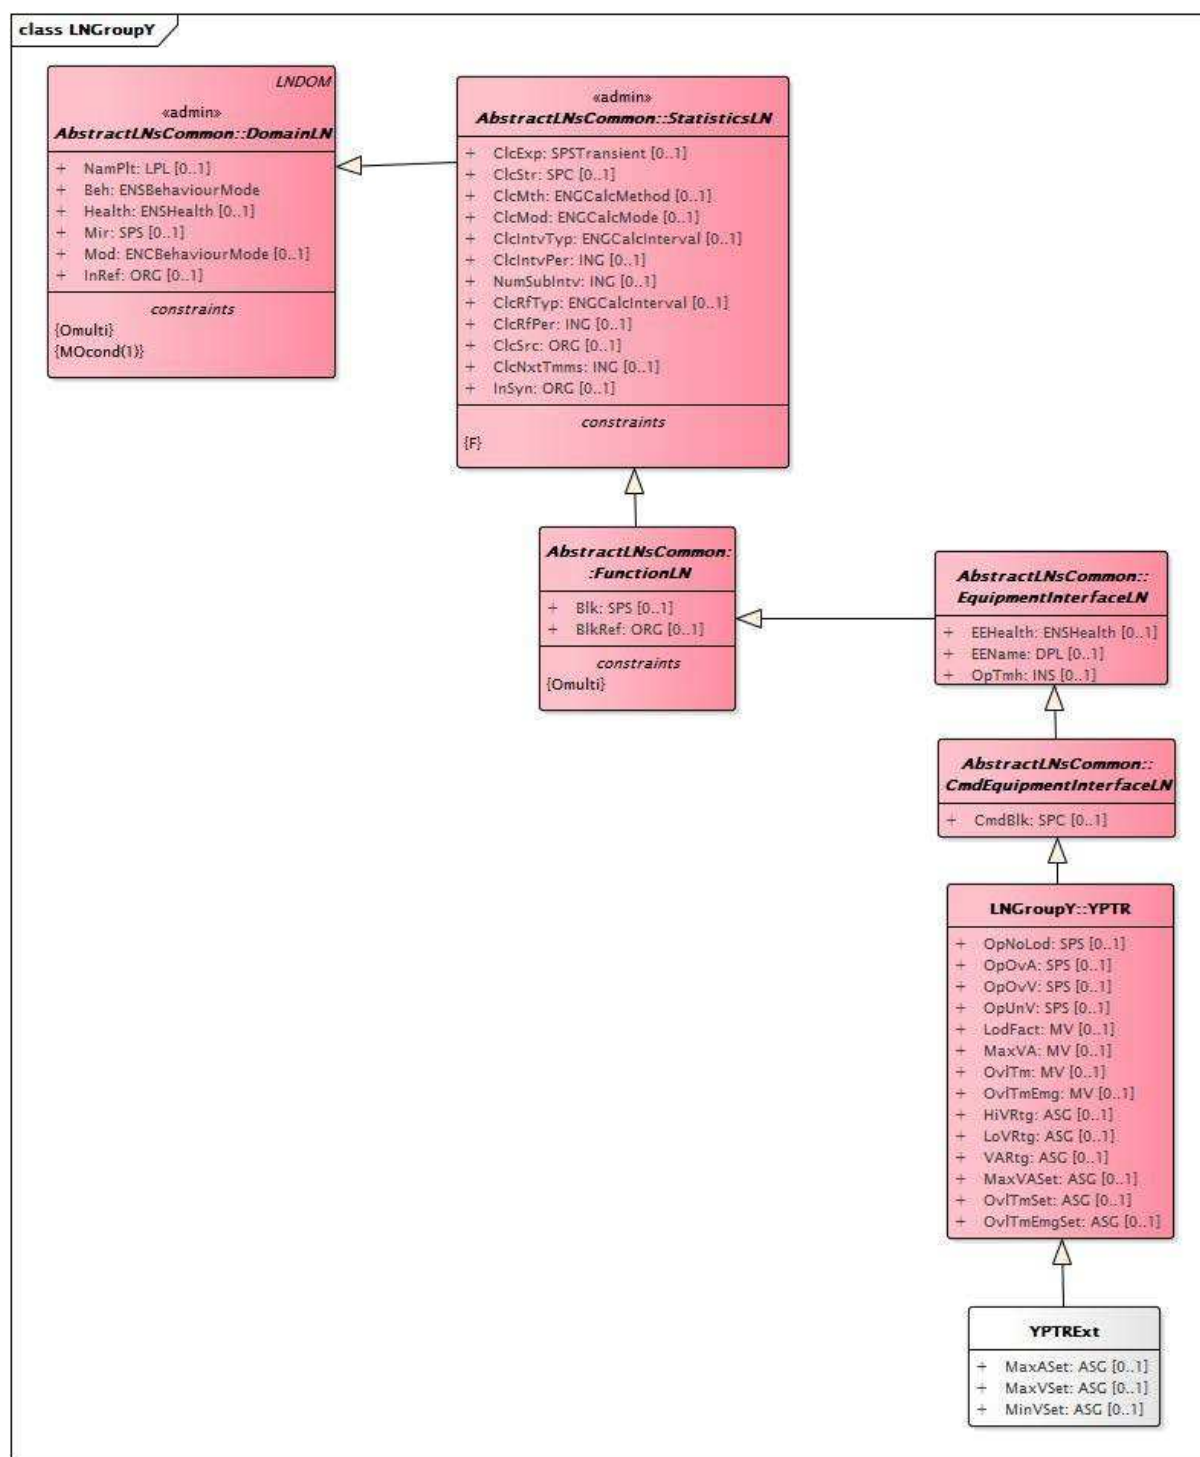 class LNGroupY
LNDOM
«admin»
AbstractLNsCommon::DomainLN
+ NamPlt: LPL [0..1]
+ Beh: ENSBehaviourMode
+ Health: ENSHealth [0..1]
+ Mir: SPS [0..1]
+ Mod: ENCBehaviourMode [0..1]
+ InRef: ORG [0..1]
constraints
{Omulti}
{MOcond(1)}
«admin»
AbstractLNsCommon::StatisticsLN
+ ClcExp: SPSTransient [0..1]
+ ClcStr: SPC [0..1]
+ ClcMth: ENGCalcMethod [0..1]
+ ClcMod: ENGCalcMode [0..1]
+ ClcIntvTyp: ENGCalcInterval [0..1]
+ ClcIntvPer: ING [0..1]
+ NumSubIntv: ING [0..1]
+ ClcRfTyp: ENGCalcInterval [0..1]
+ ClcRfPer: ING [0..1]
+ ClcSrc: ORG [0..1]
+ ClcNxtTmms: ING [0..1]
+ InSyn: ORG [0..1]
constraints
{F}
AbstractLNsCommon:
:FunctionLN
+ Blk: SPS [0..1]
+ BlkRef: ORG [0..1]
constraints
{Omulti}
AbstractLNsCommon::
EquipmentInterfaceLN
+ EEHealth: ENSHealth [0..1]
+ EEName: DPL [0..1]
+ OpTmh: INS [0..1]
AbstractLNsCommon::
CmdEquipmentInterfaceLN
+ CmdBlk: SPC [0..1]
LNGroupY::YPTR
+ OpNoLod: SPS [0..1]
+ OpOvA: SPS [0..1]
+ OpOvV: SPS [0..1]
+ OpUnV: SPS [0..1]
+ LodFact: MV [0..1]
+ MaxVA: MV [0..1]
+ OvlTm: MV [0..1]
+ OvlTmEmg: MV [0..1]
+ HiVRtg: ASG [0..1]
+ LoVRtg: ASG [0..1]
+ VARtg: ASG [0..1]
+ MaxVASet: ASG [0..1]
+ OvlTmSet: ASG [0..1]
+ OvlTmEmgSet: ASG [0..1]
YPTRExt
+ MaxASet: ASG [0..1]
+ MaxVSet: ASG [0..1]
+ MinVSet: ASG [0..1]